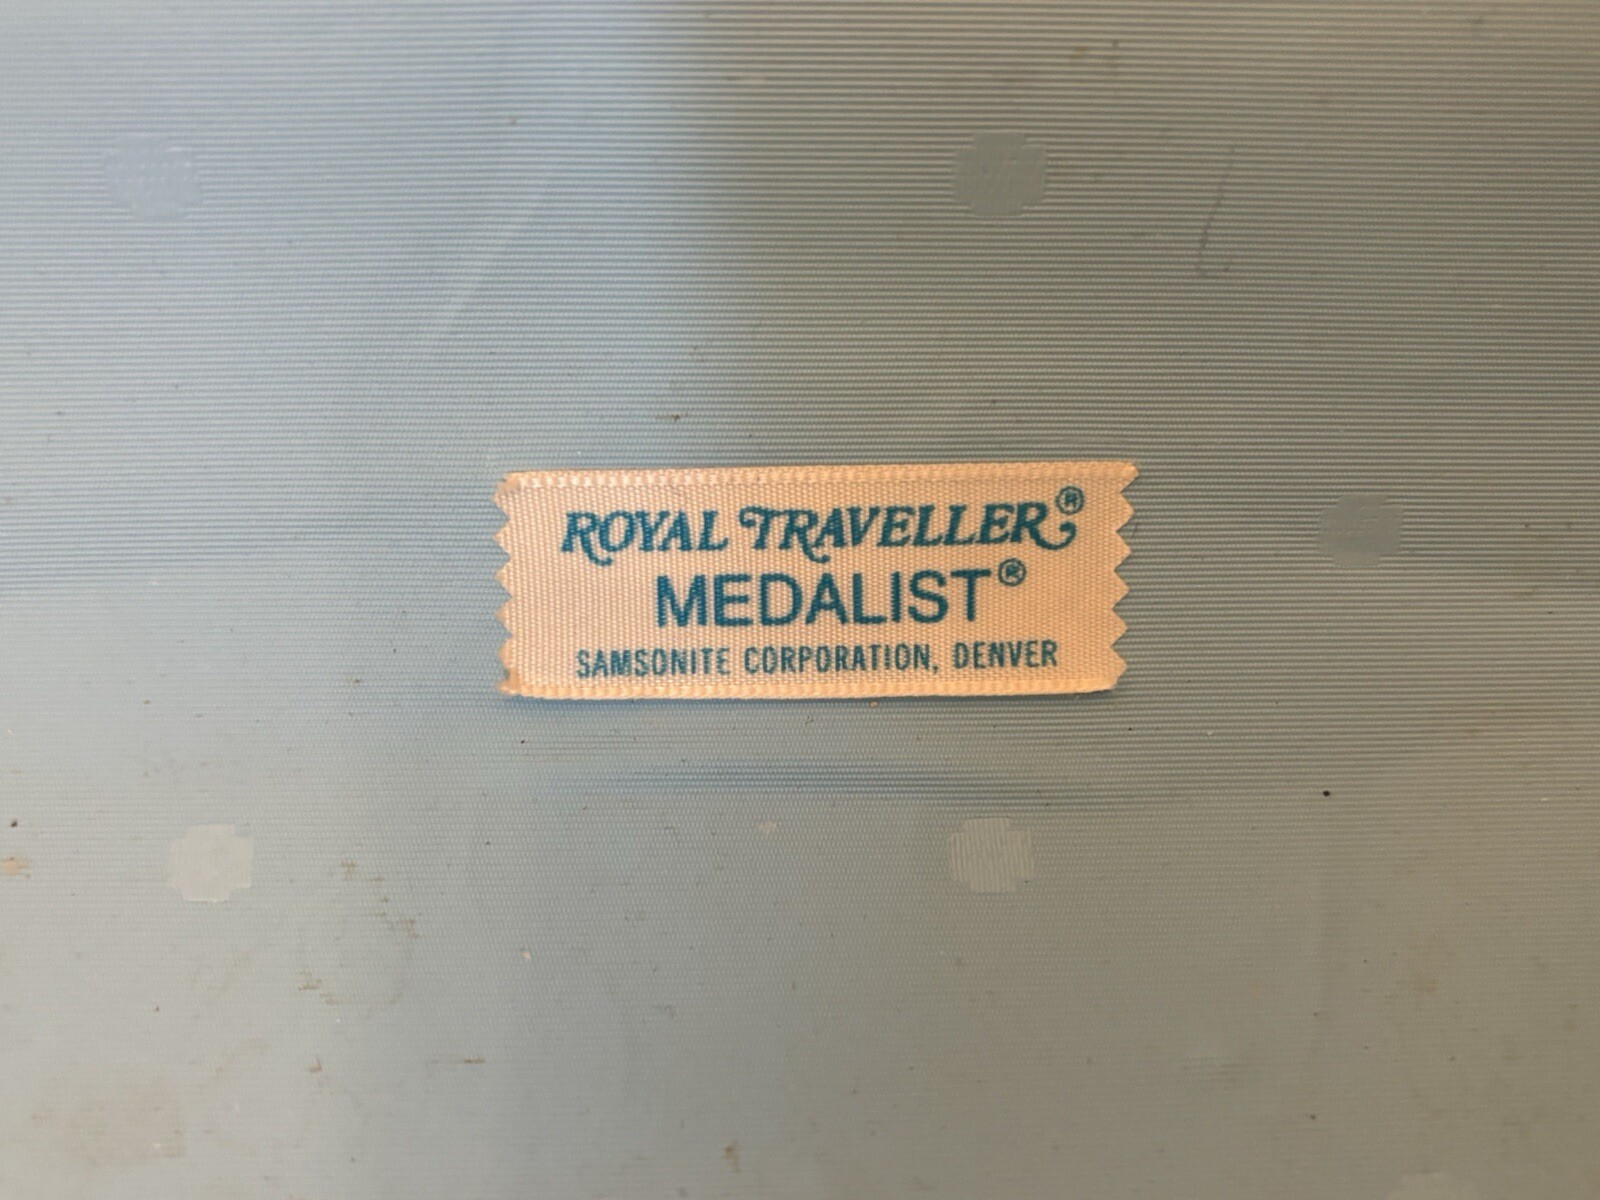 ROYAL TRAVELLER®
MEDALIST®
SAMSONITE CORPORATION, DENVER